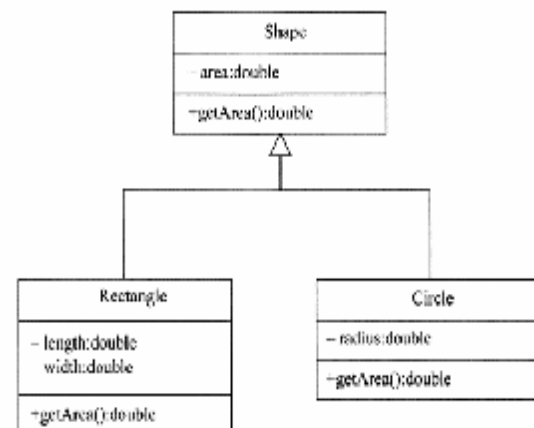 Shape
– area:double
+getArea():double
Rectangle
– length:double
width:double
+getArea():double
Circle
– radius:double
+getArea():double